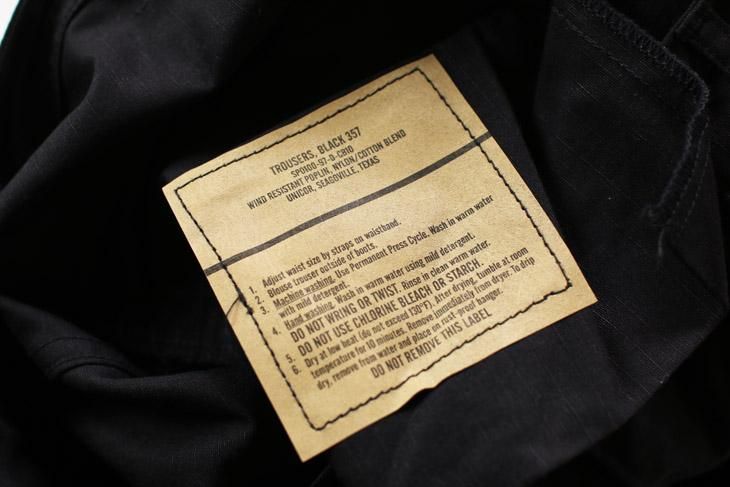 TROUSERS, BLACK 357
SPO100-97-D-CB10
WIND RESISTANT POPLIN, NYLON/COTTON BLEND
UNICOR, SEAGOVILLE, TEXAS
1. Adjust waist size by straps on waistband.
2. Blouse trouser outside of boots.
3. Machine washing. Use Permanent Press Cycle. Wash in warm water
with mild detergent.
4. Hand washing. Wash in warm water using mild detergent.
DO NOT WRING OR TWIST. Rinse in clean warm water.
5. DO NOT USE CHLORINE BLEACH OR STARCH.
6. Dry at low heat (do not exceed 130°F). After drying, tumble at room
temperature for 10 minutes. Remove immediately from dryer. To drip
dry, remove from water and place on rust-proof hanger.
DO NOT REMOVE THIS LABEL